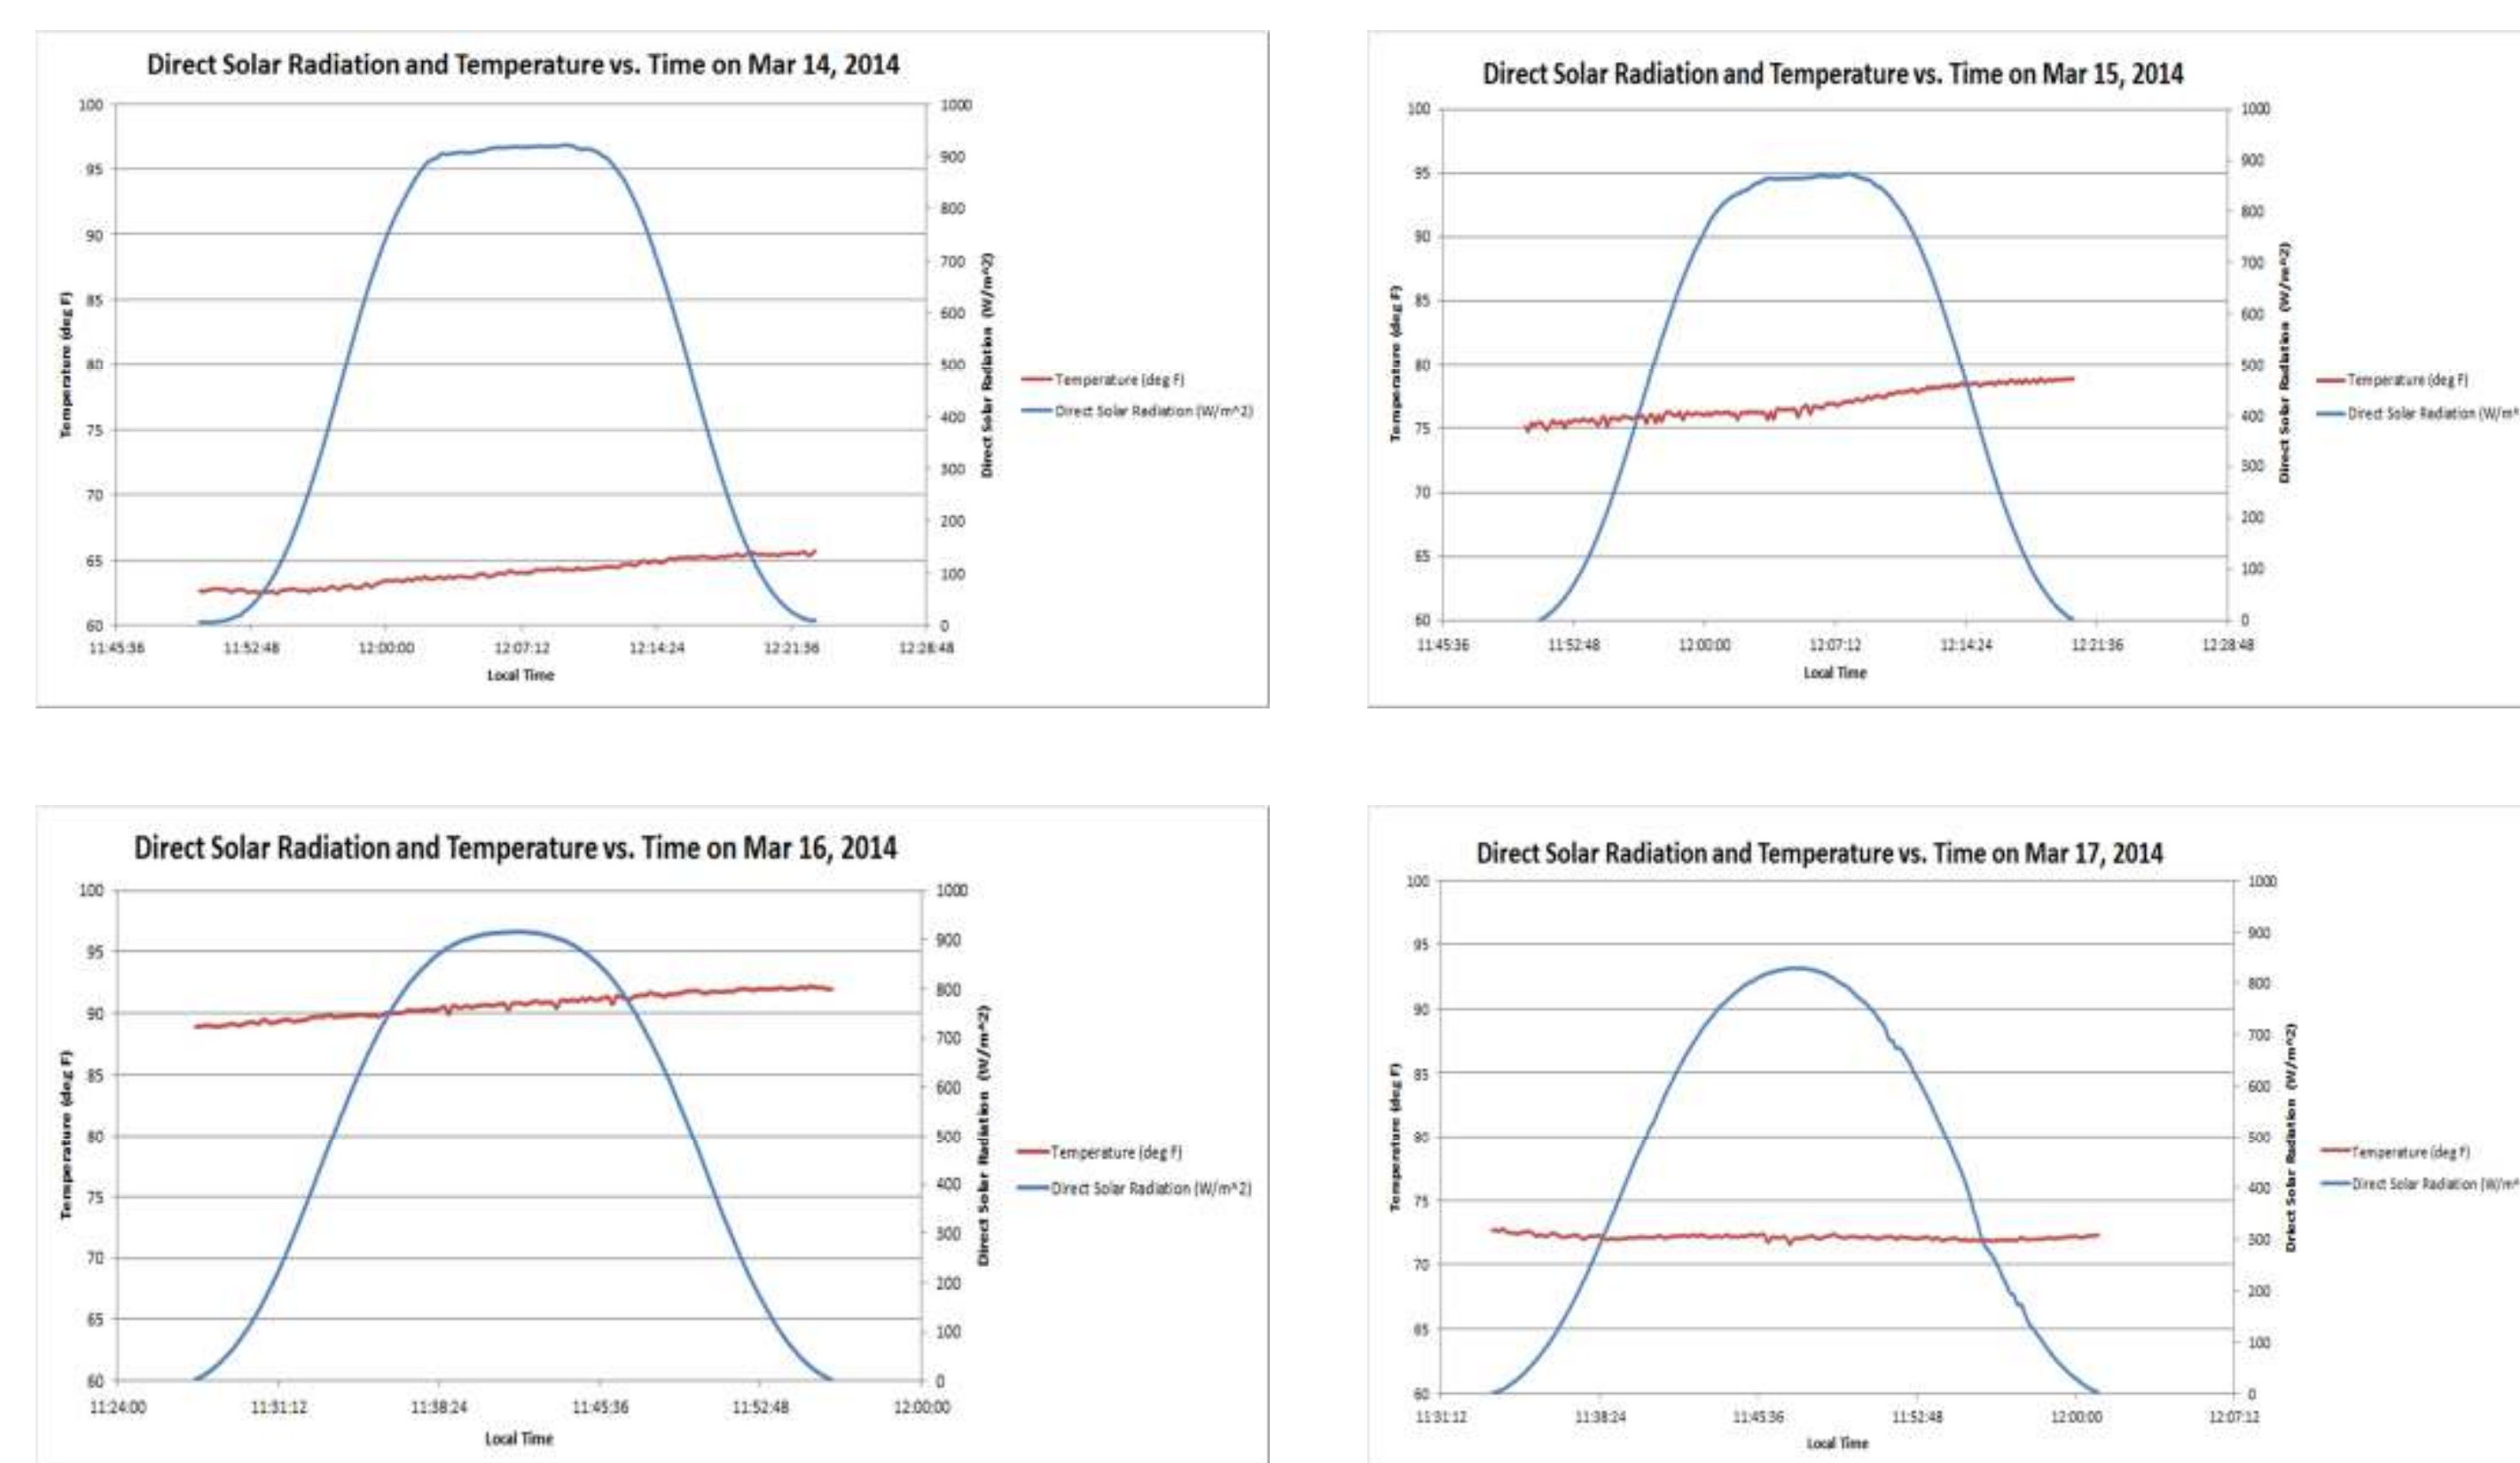 Direct Solar Radiation and Temperature vs. Time on Mar 14, 2014
100
95
90
85
80
75
70
65
60
Temperature (deg F)
1000
900
800
700
600
500
400
300
200
100
0
Direct Solar Radiation (W/m^2)
11:45:36 11:52:48 12:00:00 12:07:12 12:14:24 12:21:36 12:28:48
Local Time
Temperature (deg F)
Direct Solar Radiation (W/m^2)
Direct Solar Radiation and Temperature vs. Time on Mar 15, 2014
100
95
90
85
80
75
70
65
60
Temperature (deg F)
1000
900
800
700
600
500
400
300
200
100
0
Direct Solar Radiation (W/m^2)
11:45:36 11:52:48 12:00:00 12:07:12 12:14:24 12:21:36 12:28:48
Local Time
Temperature (deg F)
Direct Solar Radiation (W/m^
Direct Solar Radiation and Temperature vs. Time on Mar 16, 2014
100
95
90
85
80
75
70
65
60
Temperature (deg F)
1000
900
800
700
600
500
400
300
200
100
0
Direct Solar Radiation (W/m^2)
11:24:00 11:31:12 11:38:24 11:45:36 11:52:48 12:00:00
Local Time
Temperature (deg F)
Direct Solar Radiation (W/m^2)
Direct Solar Radiation and Temperature vs. Time on Mar 17, 2014
100
95
90
85
80
75
70
65
60
Temperature (deg F)
1000
900
800
700
600
500
400
300
200
100
0
Driect Solar Radiation (W/m^2)
11:31:12 11:38:24 11:45:36 11:52:48 12:00:00 12:07:12
Local Time
Temperature (deg F)
Direct Solar Radiation (W/m^